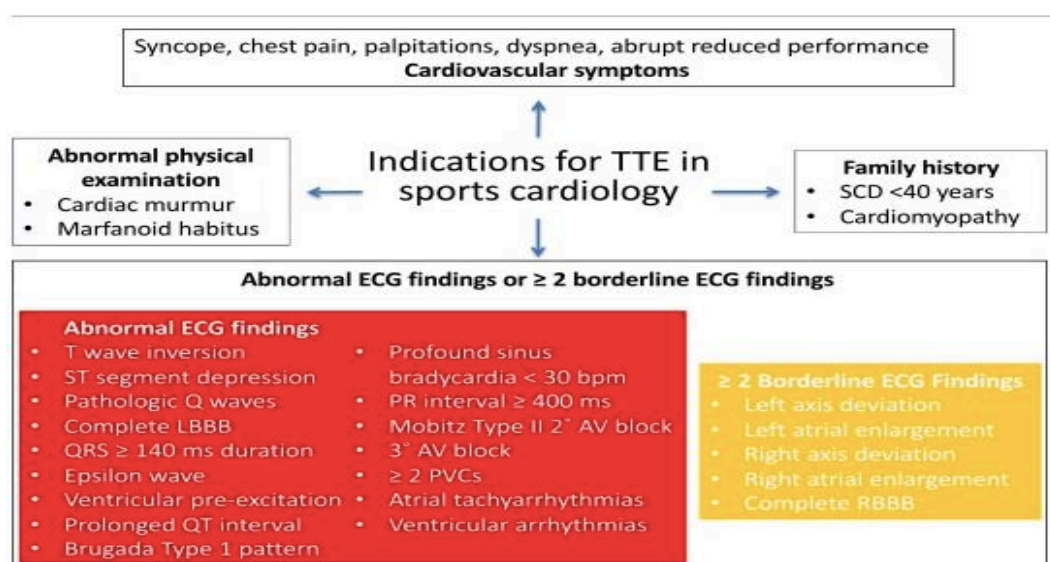 Syncope, chest pain, palpitations, dyspnea, abrupt reduced performance
Cardiovascular symptoms
Abnormal physical
examination
• Cardiac murmur
• Marfanoid habitus
Indications for TTE in
sports cardiology
Family history
• SCD <40 years
• Cardiomyopathy
Abnormal ECG findings or ≥ 2 borderline ECG findings
Abnormal ECG findings
• T wave inversion
• ST segment depression
• Pathologic Q waves
• Complete LBBB
• QRS ≥ 140 ms duration
• Epsilon wave
• Ventricular pre-excitation
• Prolonged QT interval
• Brugada Type 1 pattern
• Profound sinus
bradycardia < 30 bpm
• PR interval ≥ 400 ms
• Mobitz Type II 2˚ AV block
• 3˚ AV block
• ≥ 2 PVCs
• Atrial tachyarrhythmias
• Ventricular arrhythmias
≥ 2 Borderline ECG Findings
• Left axis deviation
• Left atrial enlargement
• Right axis deviation
• Right atrial enlargement
• Complete RBBB